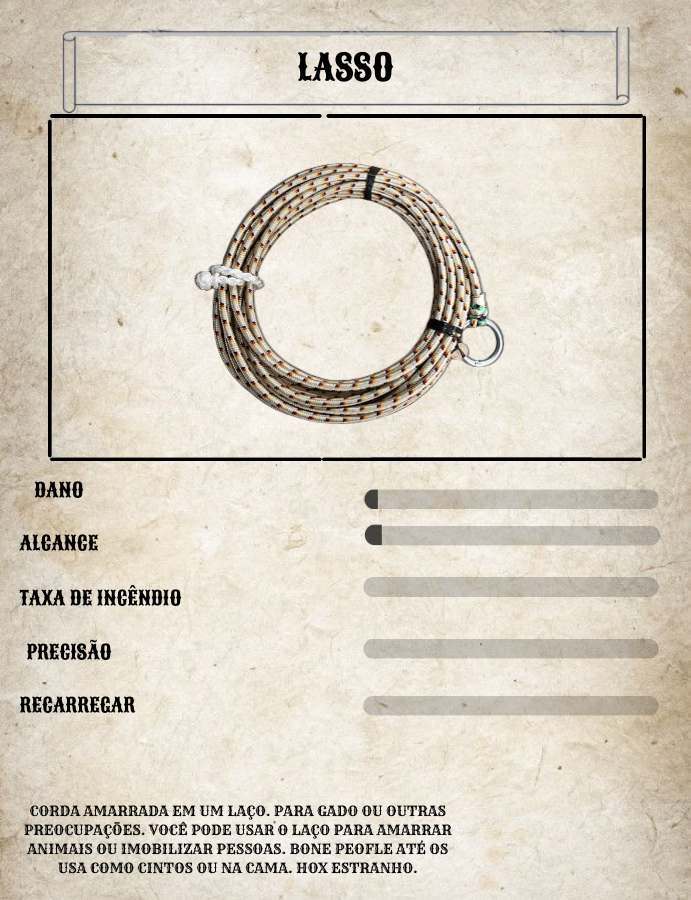 LASSO
DANO
ALCANCE
TAXA DE INCÊNDIO
PRECISÃO
RECARREGAR
CORDA AMARRADA EM UM LAÇO. PARA GADO OU OUTRAS
PREOCUPAÇÕES. VOCÊ PODE USAR O LAÇO PARA AMARRAR
ANIMAIS OU IMOBILIZAR PESSOAS. BONE PEOFLE ATÉ OS
USA COMO CINTOS OU NA CAMA. HOX ESTRANHO.